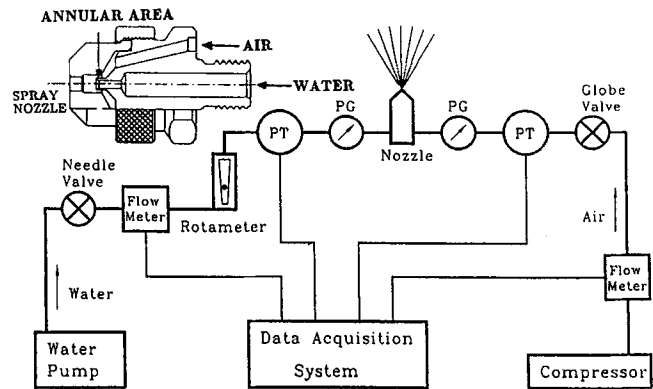 ANNULAR AREA
AIR
WATER
SPRAY
NOZZLE
PT
PG
Nozzle
PG
PT
Globe
Valve
Needle
Valve
Flow
Meter
Rotameter
Air
Water
Flow
Meter
Water
Pump
Data Acquisition
System
Compressor